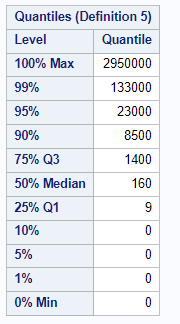 Quantiles (Definition 5)
Level Quantile
100% Max 2950000
99% 133000
95% 23000
90% 8500
75% Q3 1400
50% Median 160
25% Q1 9
10% 0
5% 0
1% 0
0% Min 0